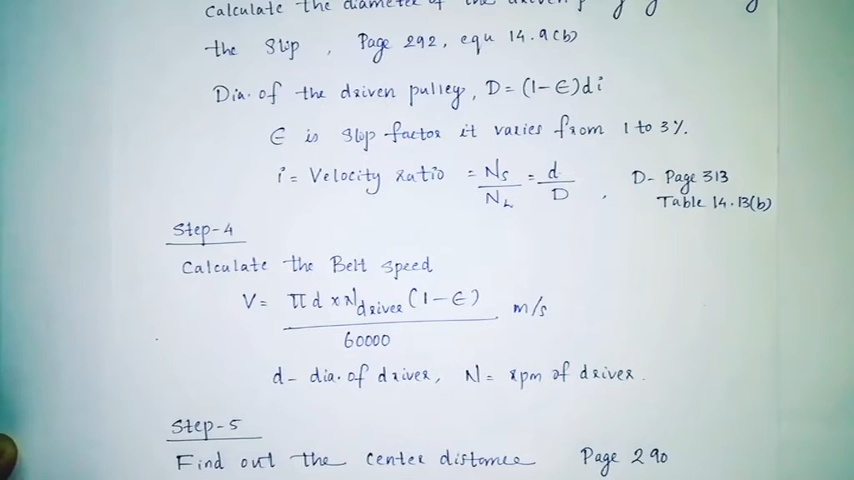 Calculate the diameter of the driven
the Slip , Page 292, equ 14.9(b)
Dia. of the driven pulley, D = (1-ϵ)di
ϵ is slip factor it varies from 1 to 3%.
i = Velocity ratio = NS/NL = d/D , D- Page 313
Table 14.13(b)
Step-4
Calculate the Belt speed
V = πd x Ndriver (1-ϵ) m/s
60000
d - dia. of driver, N = rpm of driver.
Step-5
Find out the center distance Page 290